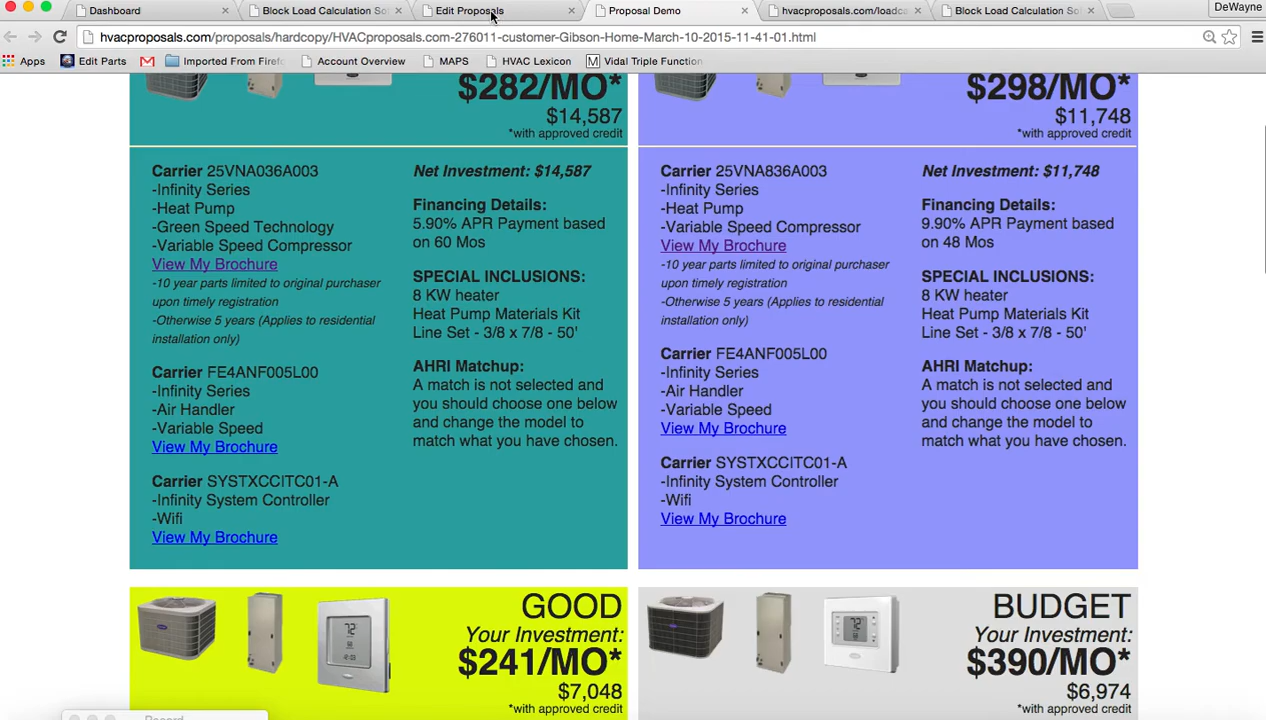 Dashboard
Block Load Calculation So
Edit Proposals
Proposal Demo
hvacproposals.com/loadca
Block Load Calculation So
DeWayne
hvacproposals.com/proposals/hardcopy/HVACproposals.com-276011-customer-Gibson-Home-March-10-2015-11-41-01.html
Apps
Edit Parts
Imported From Firef
Account Overview
MAPS
HVAC Lexicon
Vidal Triple Function
$282/MO*
$14,587
*with approved credit
Carrier 25VNA036A003
-Infinity Series
-Heat Pump
-Green Speed Technology
-Variable Speed Compressor
View My Brochure
-10 year parts limited to original purchaser
upon timely registration
-Otherwise 5 years (Applies to residential
installation only)
Carrier FE4ANF005L00
-Infinity Series
-Air Handler
-Variable Speed
View My Brochure
Carrier SYSTXCCITC01-A
-Infinity System Controller
-Wifi
View My Brochure
Net Investment: $14,587
Financing Details:
5.90% APR Payment based
on 60 Mos
SPECIAL INCLUSIONS:
8 KW heater
Heat Pump Materials Kit
Line Set - 3/8 x 7/8 - 50'
AHRI Matchup:
A match is not selected and
you should choose one below
and change the model to
match what you have chosen.
$298/MO*
$11,748
*with approved credit
Carrier 25VNA836A003
-Infinity Series
-Heat Pump
-Variable Speed Compressor
View My Brochure
-10 year parts limited to original purchaser
upon timely registration
-Otherwise 5 years (Applies to residential
installation only)
Carrier FE4ANF005L00
-Infinity Series
-Air Handler
-Variable Speed
View My Brochure
Carrier SYSTXCCITC01-A
-Infinity System Controller
-Wifi
View My Brochure
Net Investment: $11,748
Financing Details:
9.90% APR Payment based
on 48 Mos
SPECIAL INCLUSIONS:
8 KW heater
Heat Pump Materials Kit
Line Set - 3/8 x 7/8 - 50'
AHRI Matchup:
A match is not selected and
you should choose one below
and change the model to
match what you have chosen.
GOOD
Your Investment:
$241/MO*
$7,048
*with approved credit
BUDGET
Your Investment:
$390/MO*
$6,974
*with approved credit
Record